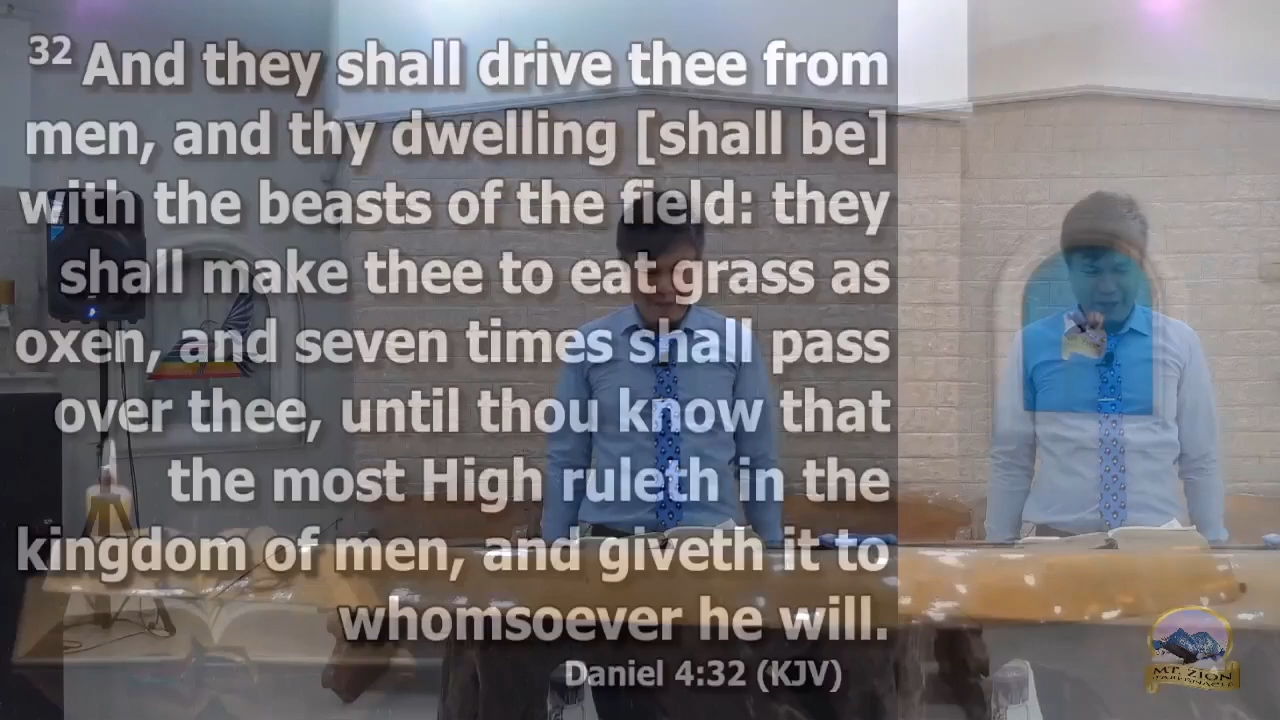 32 And they shall drive thee from
men, and thy dwelling [shall be]
with the beasts of the field: they
shall make thee to eat grass as
oxen, and seven times shall pass
over thee, until thou know that
the most High ruleth in the
kingdom of men, and giveth it to
whomsoever he will.
Daniel 4:32 (KJV)
MT. ZION
TABERNACLE